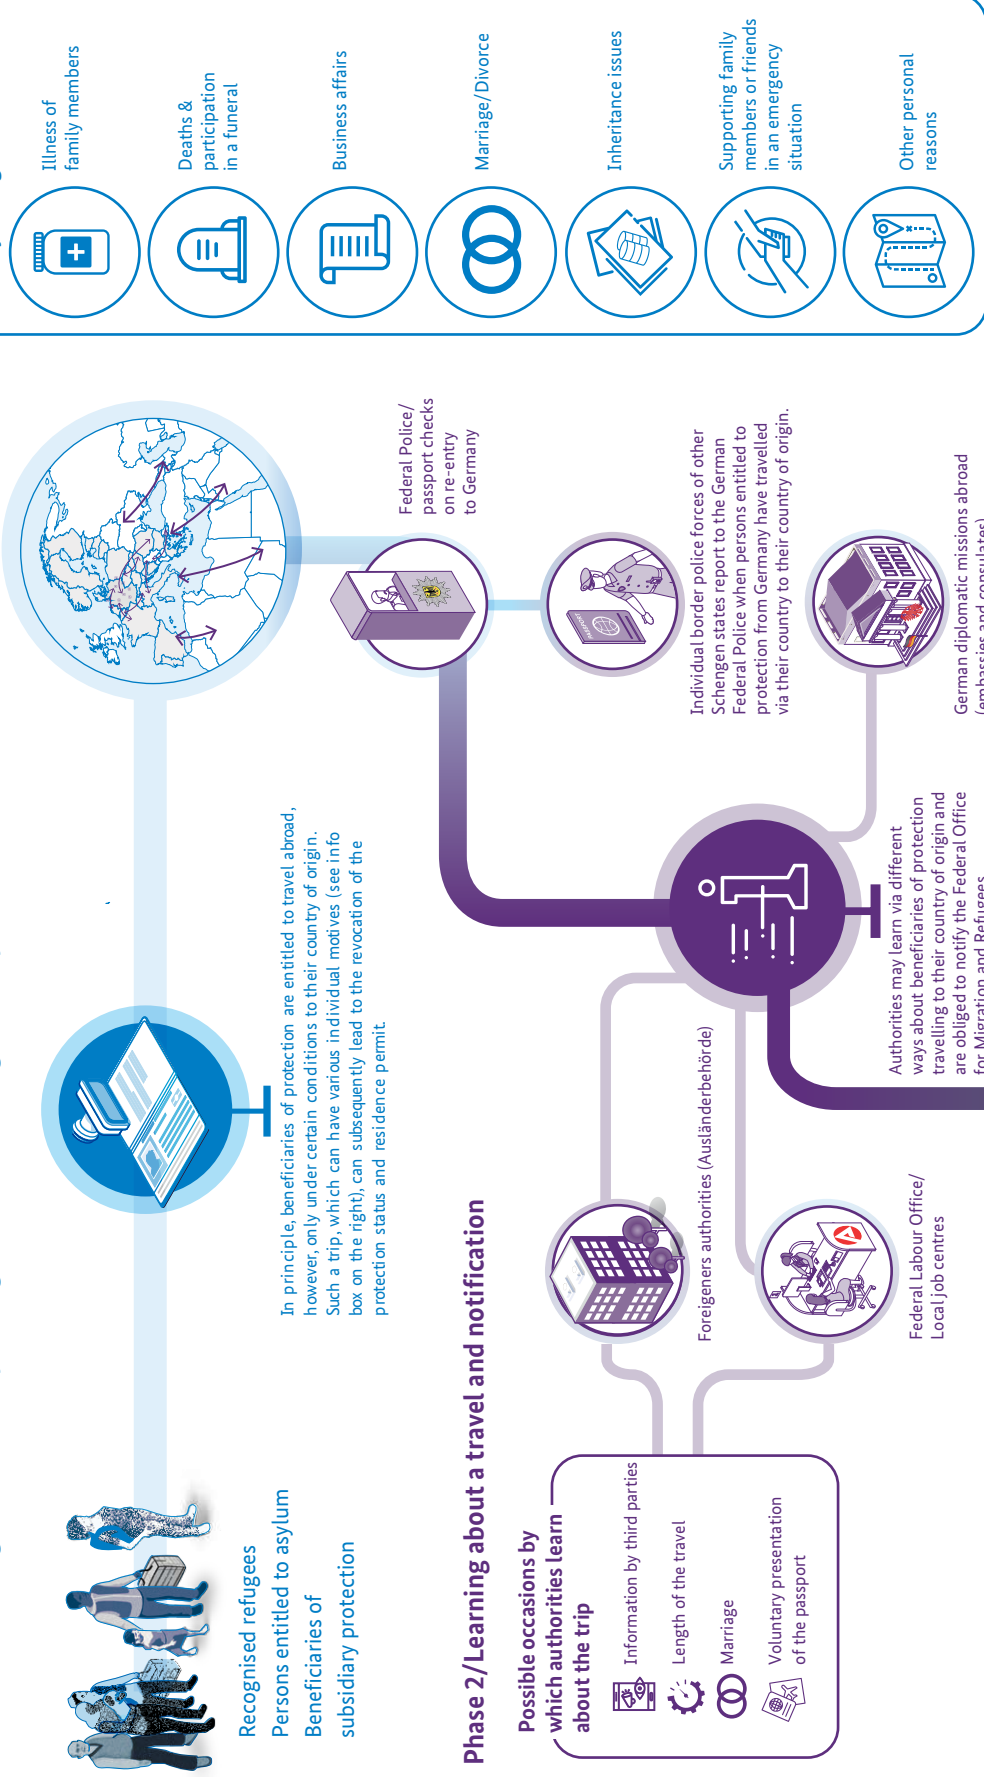 Recognised refugees
Persons entitled to asylum
Beneficiaries of
subsidiary protection
In principle, beneficiaries of protection are entitled to travel abroad,
however, only under certain conditions to their country of origin.
Such a trip, which can have various individual motives (see info
box on the right), can subsequently lead to the revocation of the
protection status and residence permit.
Illness of
family members
Deaths &
participation
in a funeral
Business affairs
Marriage/Divorce
Inheritance issues
Supporting family
members or friends
in an emergency
situation
Other personal
reasons
Phase 2/Learning about a travel and notification
Possible occasions by
which authorities learn
about the trip
Information by third parties
Length of the travel
Marriage
Voluntary presentation
of the passport
Foreigeners authorities (Ausländerbehörde)
Federal Labour Office/
Local job centres
Authorities may learn via different
ways about beneficiaries of protection
travelling to their country of origin and
are obliged to notify the Federal Office
for Migration and Refugees
Federal Police/
passport checks
on re-entry
to Germany
PASSPORT
Individual border police forces of other
Schengen states report to the German
Federal Police when persons entitled to
protection from Germany have travelled
via their country to their country of origin.
German diplomatic missions abroad
(embassies and consulates)